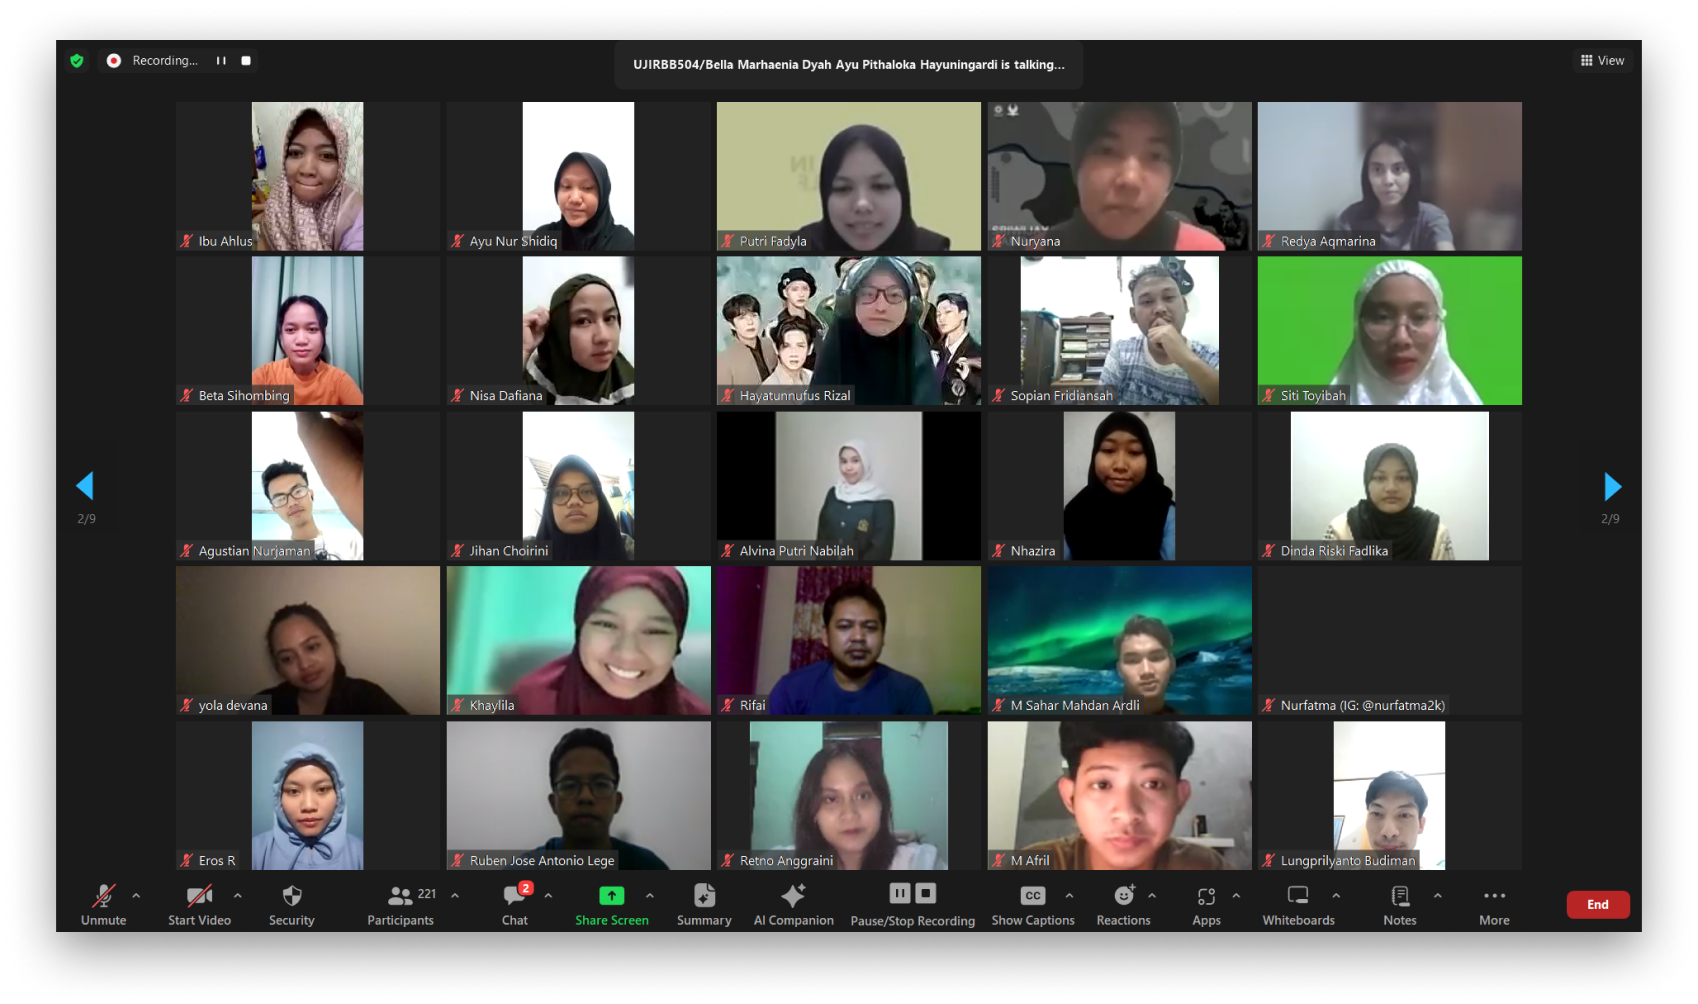 Recording...
UJIRBB504/Bella Marhaenia Dyah Ayu Pithaloka Hayuningardi is talking...
View
Ibu Ahlus
Ayu Nur Shidiq
Putri Fadyla
Nuryana
Redya Aqmarina
Beta Sihombing
Nisa Dafiana
Hayatunnufus Rizal
Sopian Fridiansah
Siti Toyibah
Agustian Nurjaman
Jihan Choirini
Alvina Putri Nabilah
Nhazira
Dinda Riski Fadlika
2/9
2/9
yola devana
Khaylila
Rifai
M Sahar Mahdan Ardli
Nurfatma (IG: @nurfatma2k)
Eros R
Ruben Jose Antonio Lege
Retno Anggraini
M Afril
Lungprilyanto Budiman
221
2
CC
Unmute
Start Video
Security
Participants
Chat
Share Screen
Summary
AI Companion
Pause/Stop Recording
Show Captions
Reactions
Apps
Whiteboards
Notes
More
End